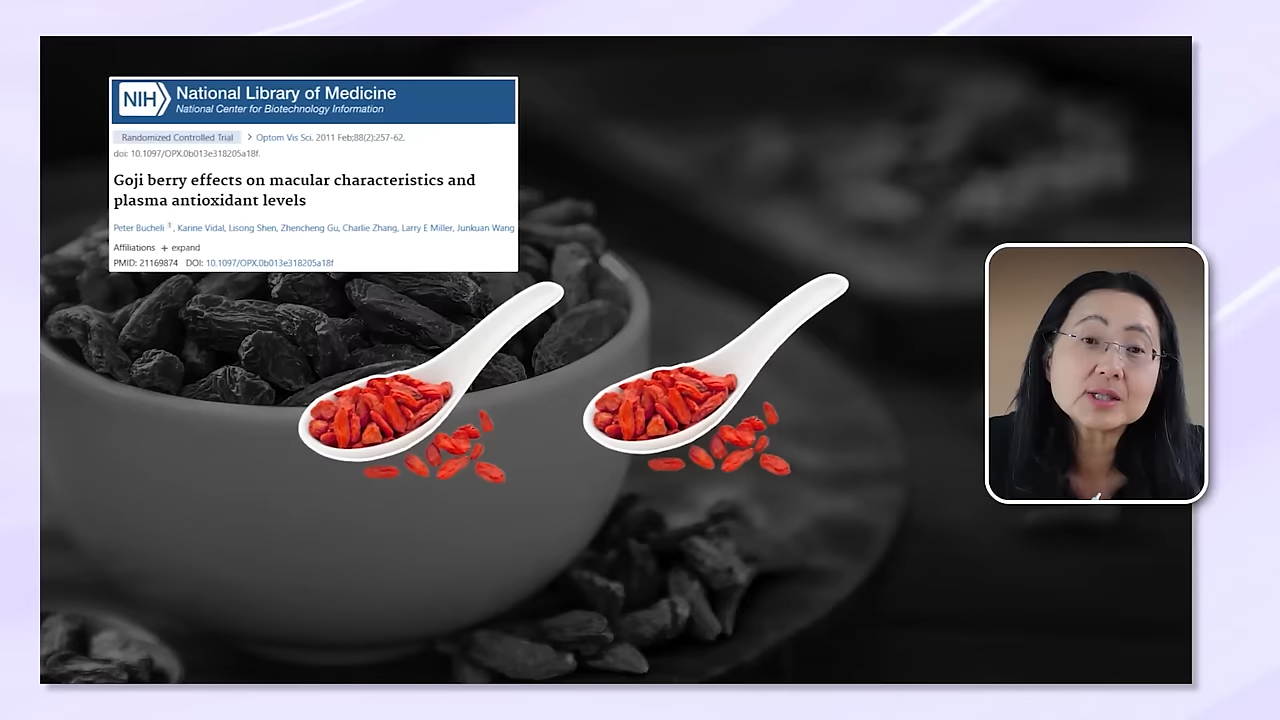 NIH
National Library of Medicine
National Center for Biotechnology Information
Randomized Controlled Trial > Optom Vis Sci. 2011 Feb;88(2):257-62.
doi: 10.1097/OPX.0b013e318205a18f.
Goji berry effects on macular characteristics and
plasma antioxidant levels
Peter Bucheli 1, Karine Vidal, Lisong Shen, Zhencheng Gu, Charlie Zhang, Larry E Miller, Junkuan Wang
Affiliations + expand
PMID: 21169874 DOI: 10.1097/OPX.0b013e318205a18f